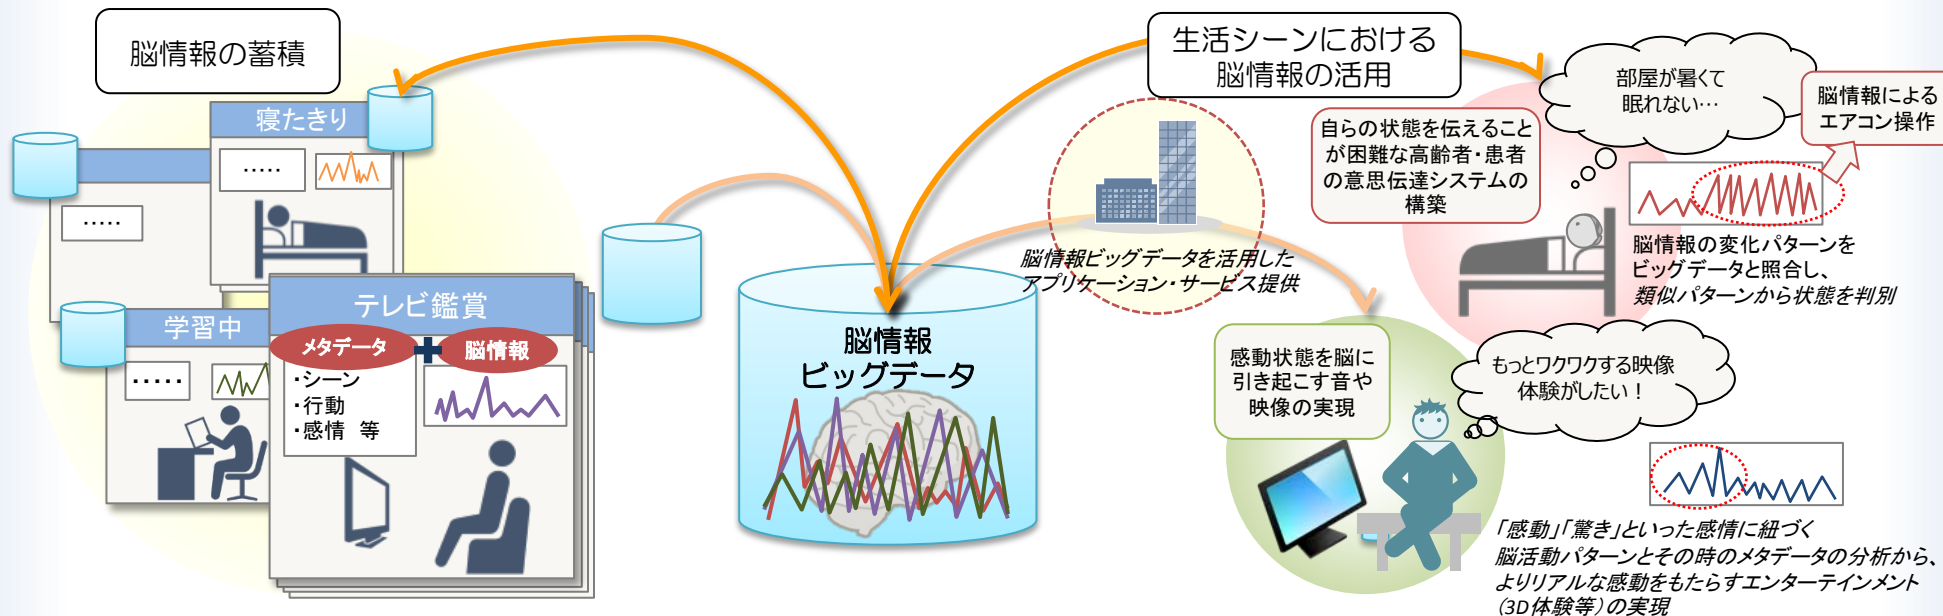 脳情報の蓄積
寝たきり
・・・・・
・・・・・
学習中
・・・・・
テレビ鑑賞
メタデータ
脳情報
・シーン
・行動
・感情 等
脳情報
ビッグデータ
生活シーンにおける
脳情報の活用
脳情報ビッグデータを活用した
アプリケーション・サービス提供
自らの状態を伝えること
が困難な高齢者・患者
の意思伝達システムの
構築
部屋が暑くて
眠れない…
脳情報による
エアコン操作
脳情報の変化パターンを
ビッグデータと照合し、
類似パターンから状態を判別
感動状態を脳に
引き起こす音や
映像の実現
もっとワクワクする映像
体験がしたい！
「感動」「驚き」といった感情に紐づく
脳活動パターンとその時のメタデータの分析から、
よりリアルな感動をもたらすエンターテインメント
（3D体験等）の実現